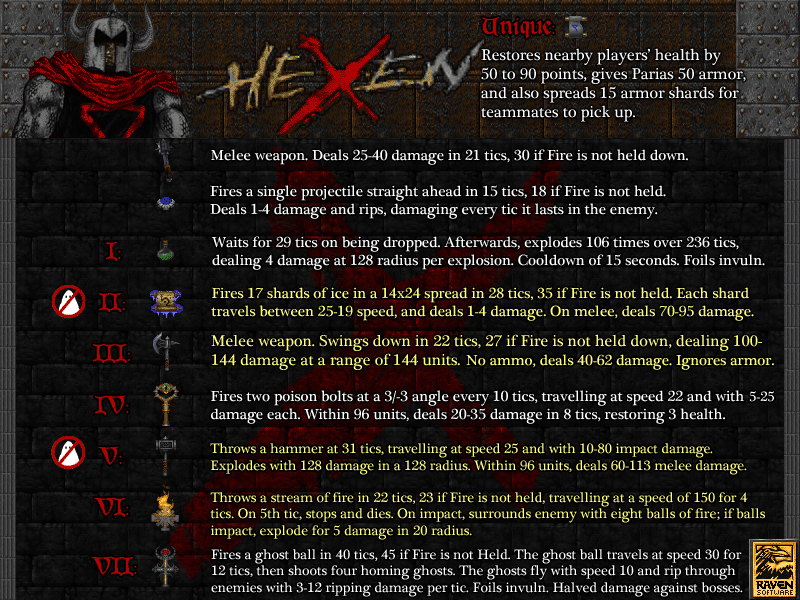 HEXEN
Unique:
Restores nearby players' health by
50 to 90 points, gives Parias 50 armor,
and also spreads 15 armor shards for
teammates to pick up.
Melee weapon. Deals 25-40 damage in 21 tics, 30 if Fire is not held down.
Fires a single projectile straight ahead in 15 tics, 18 if Fire is not held.
Deals 1-4 damage and rips, damaging every tic it lasts in the enemy.
I:
Waits for 29 tics on being dropped. Afterwards, explodes 106 times over 236 tics,
dealing 4 damage at 128 radius per explosion. Cooldown of 15 seconds. Foils invuln.
II:
Fires 17 shards of ice in a 14x24 spread in 28 tics, 35 if Fire is not held. Each shard
travels between 25-19 speed, and deals 1-4 damage. On melee, deals 70-95 damage.
III:
Melee weapon. Swings down in 22 tics, 27 if Fire is not held down, dealing 100-
144 damage at a range of 144 units. No ammo, deals 40-62 damage. Ignores armor.
IV:
Fires two poison bolts at a 3/-3 angle every 10 tics, travelling at speed 22 and with 5-25
damage each. Within 96 units, deals 20-35 damage in 8 tics, restoring 3 health.
V:
Throws a hammer at 31 tics, travelling at speed 25 and with 10-80 impact damage.
Explodes with 128 damage in a 128 radius. Within 96 units, deals 60-113 melee damage.
VI:
Throws a stream of fire in 22 tics, 23 if Fire is not held, travelling at a speed of 150 for 4
tics. On 5th tic, stops and dies. On impact, surrounds enemy with eight balls of fire; if balls
impact, explode for 5 damage in 20 radius.
VII:
Fires a ghost ball in 40 tics, 45 if Fire is not Held. The ghost ball travels at speed 30 for
12 tics, then shoots four homing ghosts. The ghosts fly with speed 10 and rip through
enemies with 3-12 ripping damage per tic. Foils invuln. Halved damage against bosses.
RAVEN
SOFTWARE